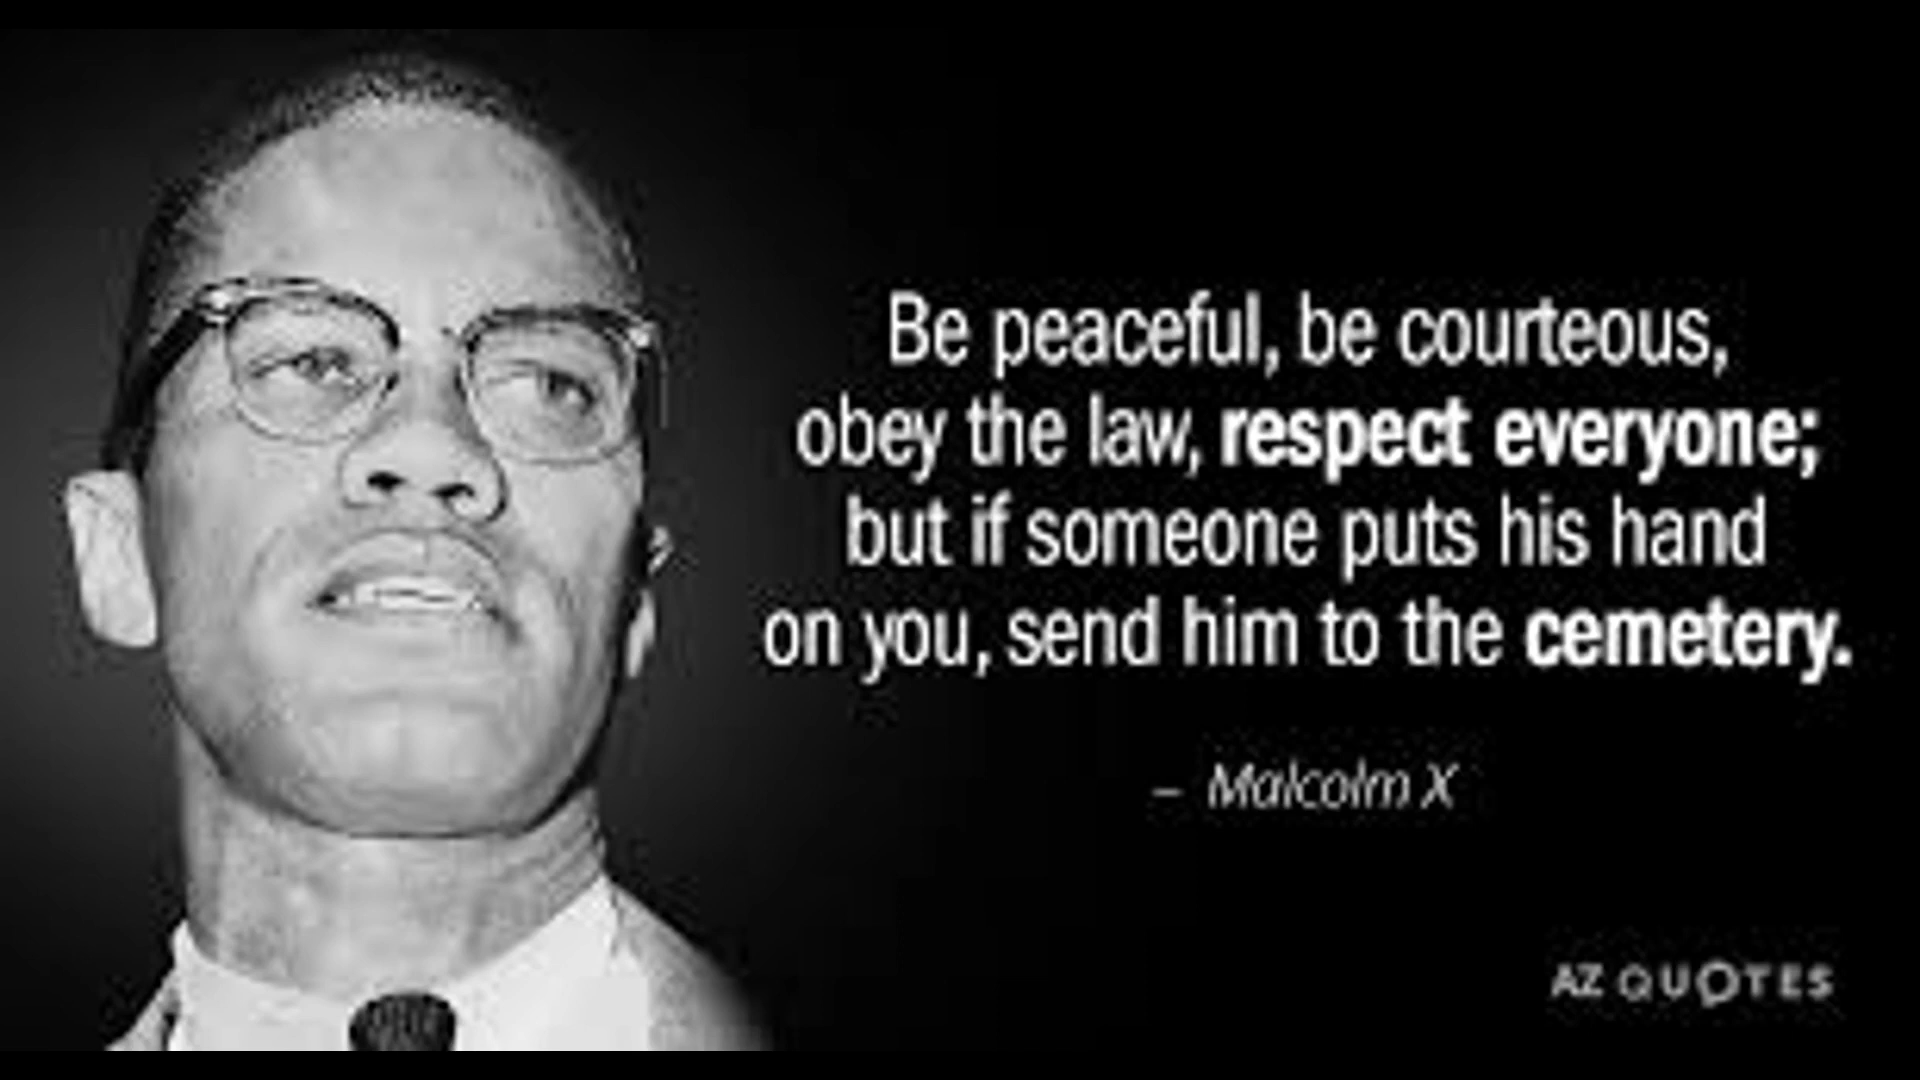 Be peaceful, be courteous,
obey the law, respect everyone;
but if someone puts his hand
on you, send him to the cemetery.
– Malcolm X
AZ QUOTES